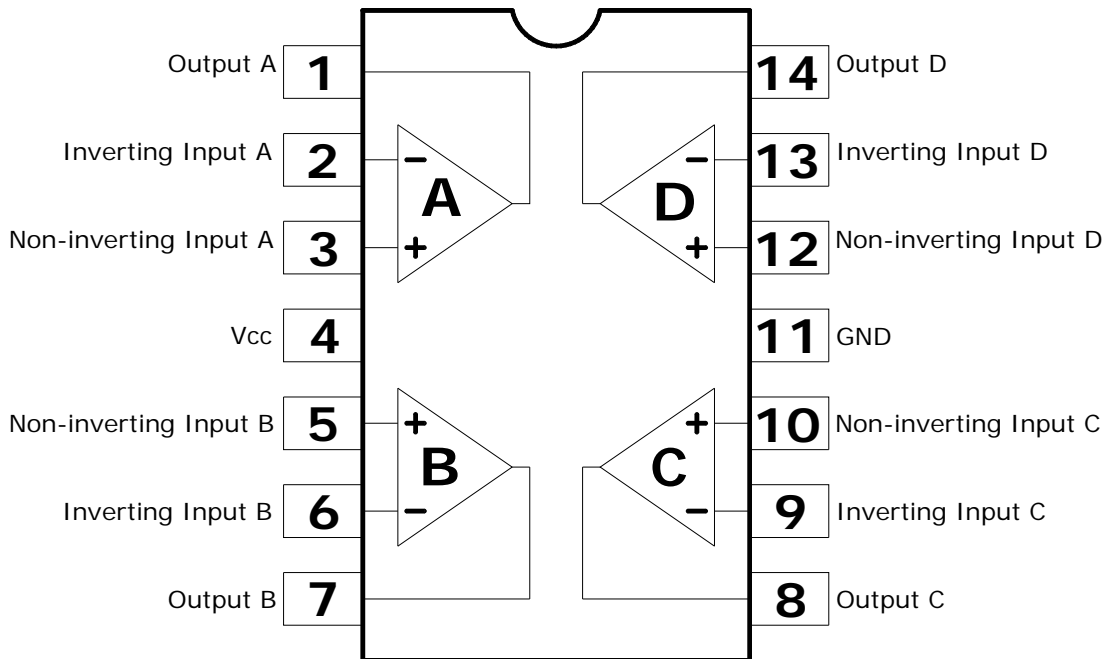 Output A 1 14 Output D
Inverting Input A 2 − − 13 Inverting Input D
A D
Non-inverting Input A 3 + + 12 Non-inverting Input D
Vcc 4 11 GND
Non-inverting Input B 5 + + 10 Non-inverting Input C
B C
Inverting Input B 6 − − 9 Inverting Input C
Output B 7 8 Output C